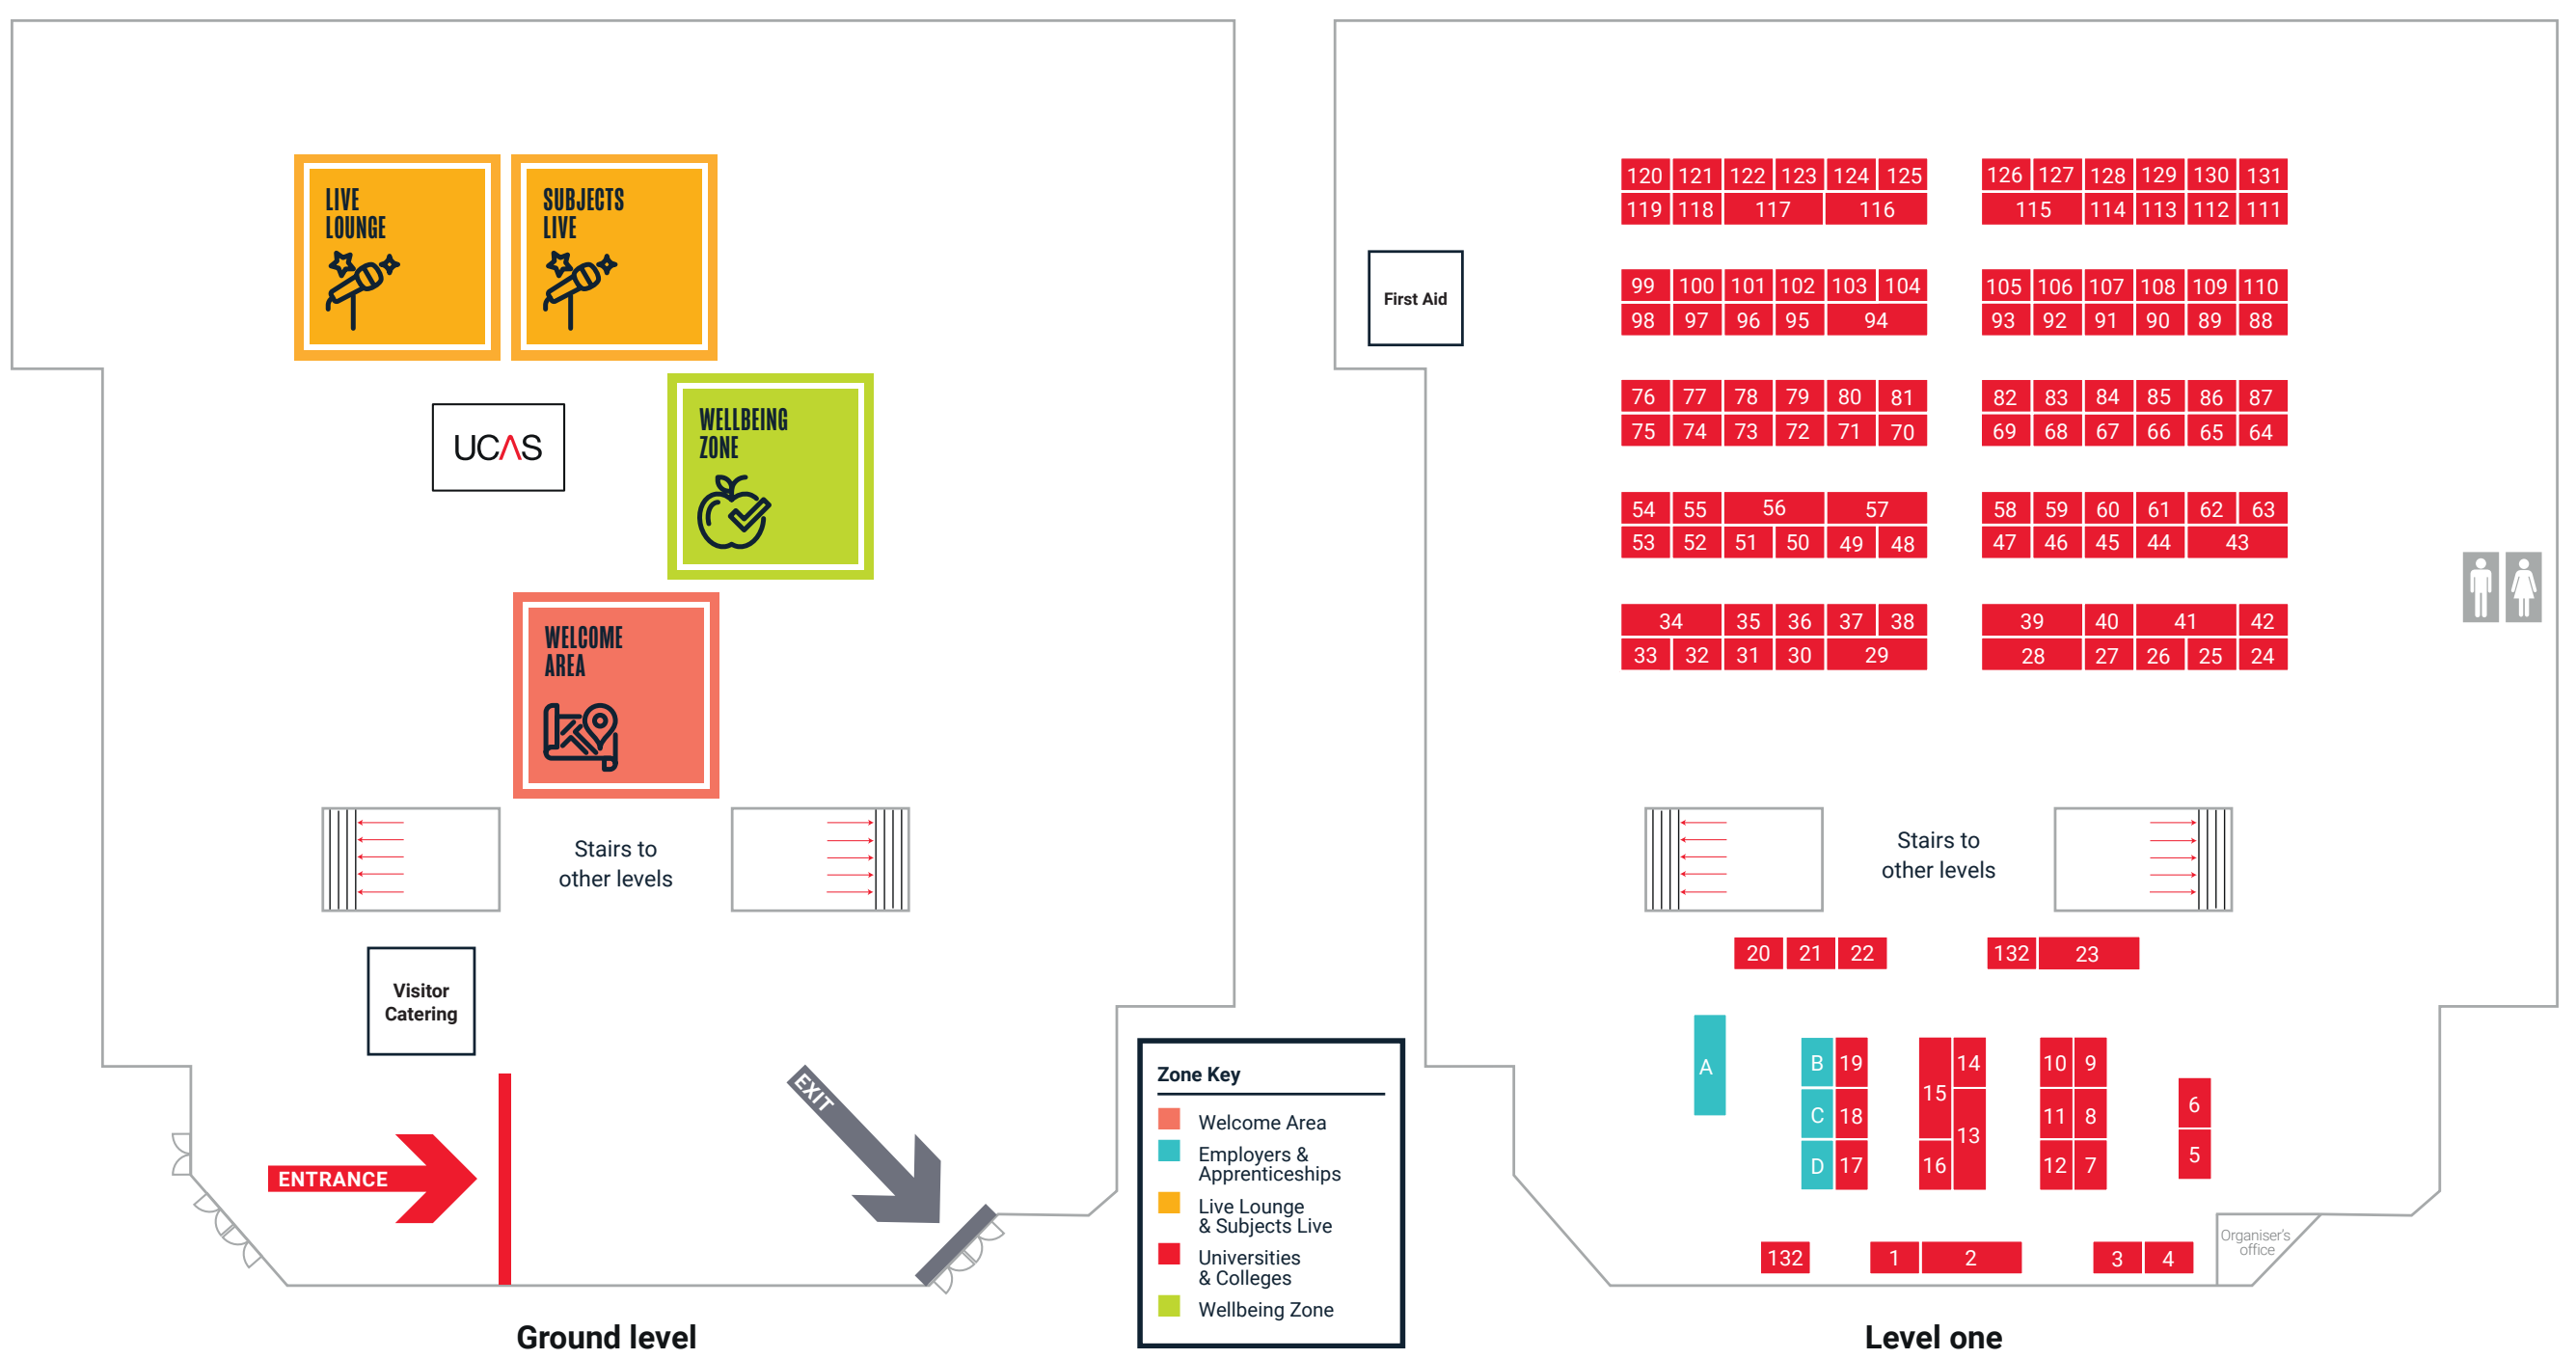 LIVE
LOUNGE
SUBJECTS
LIVE
UCAS
WELLBEING
ZONE
WELCOME
AREA
Stairs to
other levels
Visitor
Catering
ENTRANCE
EXIT
Ground level
Zone Key
Welcome Area
Employers &
Apprenticeships
Live Lounge
& Subjects Live
Universities
& Colleges
Wellbeing Zone
First Aid
120 121 122 123 124 125 126 127 128 129 130 131
119 118 117 116 115 114 113 112 111
99 100 101 102 103 104 105 106 107 108 109 110
98 97 96 95 94 93 92 91 90 89 88
76 77 78 79 80 81 82 83 84 85 86 87
75 74 73 72 71 70 69 68 67 66 65 64
54 55 56 57 58 59 60 61 62 63
53 52 51 50 49 48 47 46 45 44 43
34 35 36 37 38 39 40 41 42
33 32 31 30 29 28 27 26 25 24
Stairs to
other levels
20 21 22 132 23
A
B 19 14 10 9
15
C 18 11 8 6
13
D 17 16 12 7 5
Organiser's
office
132 1 2 3 4
Level one